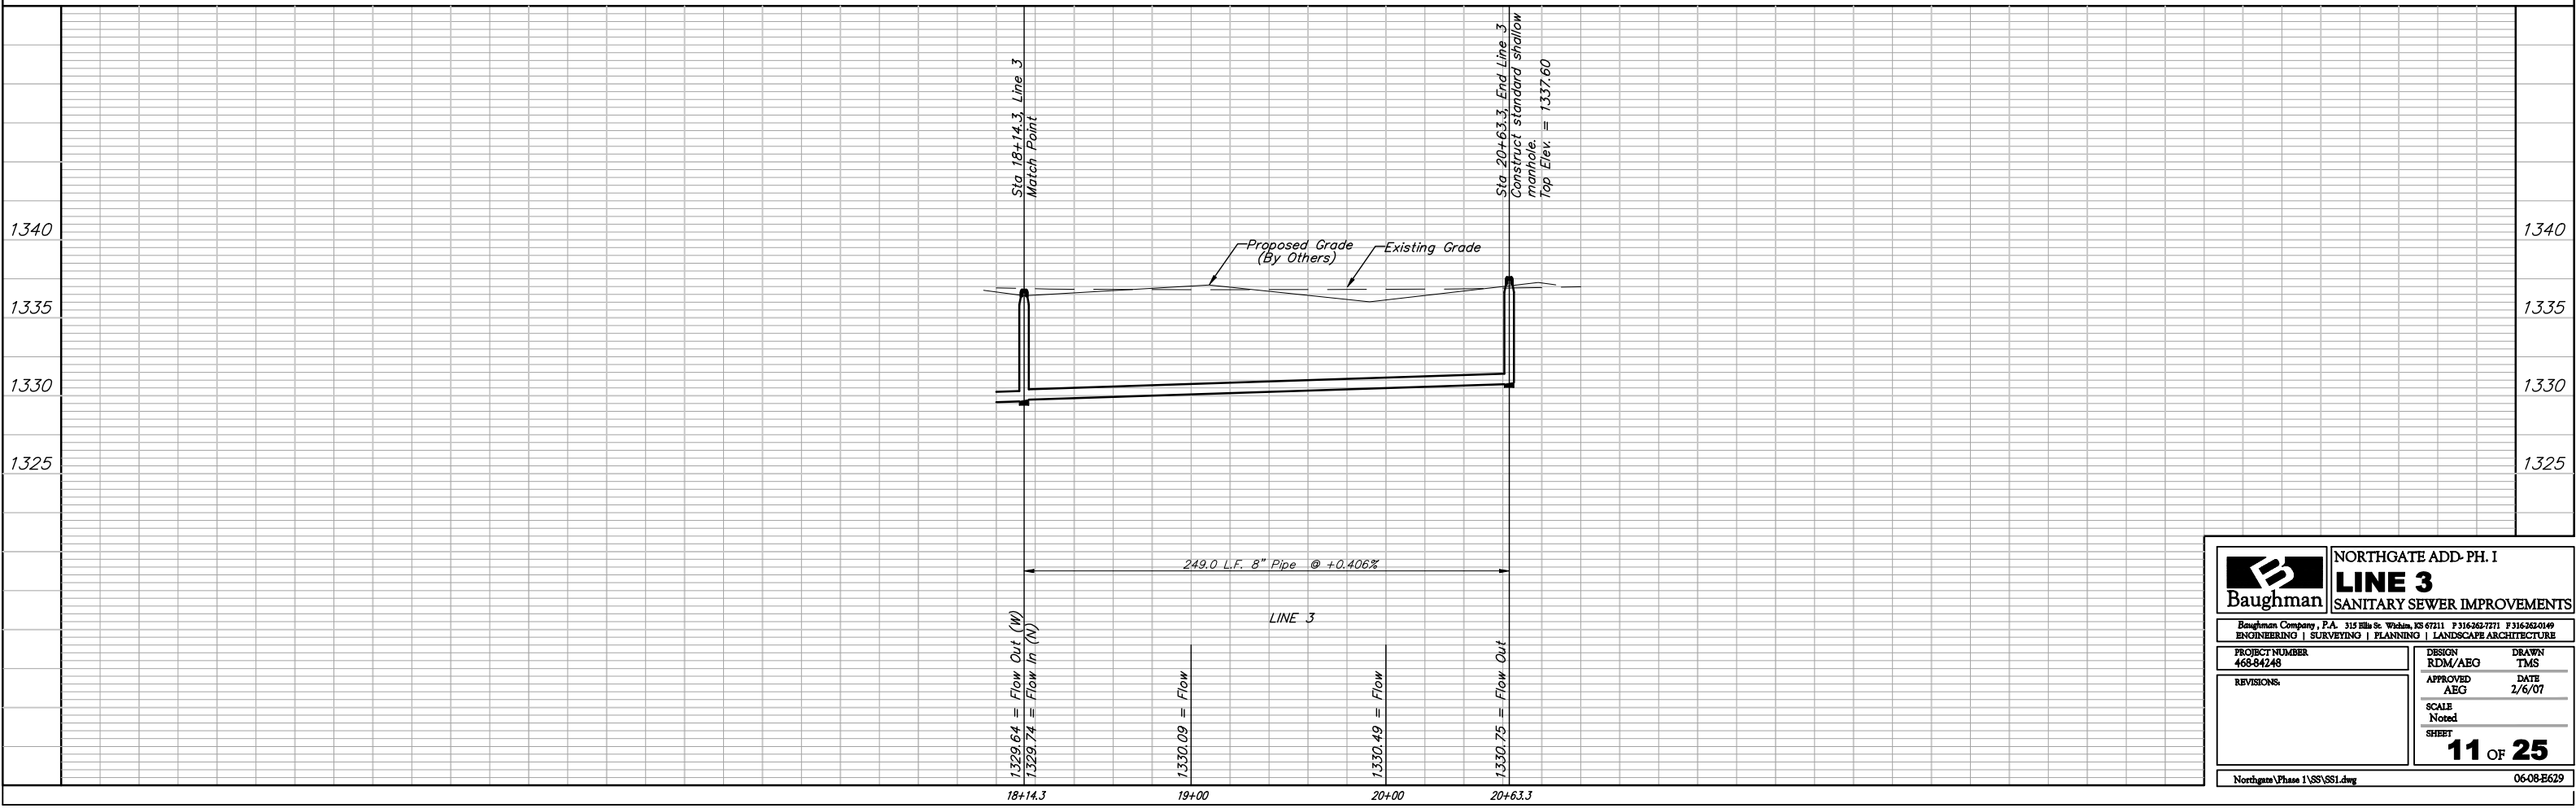 Sta 18+14.3, Line 3
Match Point
Sta 20+63.3, End Line 3
Construct standard shallow
manhole.
Top Elev. = 1337.60
1340
1335
1330
1325
1340
1335
1330
1325
Proposed Grade
(By Others)
Existing Grade
249.0 L.F. 8" Pipe @ +0.406%
LINE 3
1329.64 = Flow Out (W)
1329.74 = Flow In (N)
1330.09 = Flow
1330.49 = Flow
1330.75 = Flow Out
18+14.3
19+00
20+00
20+63.3
B
Baughman
NORTHGATE ADD- PH. I
LINE 3
SANITARY SEWER IMPROVEMENTS
Baughman Company, P.A. 315 Ellis St. Wichita, KS 67211 P 316-262-7271 F 316-262-0149
ENGINEERING | SURVEYING | PLANNING | LANDSCAPE ARCHITECTURE
PROJECT NUMBER
468-84248
REVISIONS:
DESIGN
RDM/AEG
DRAWN
TMS
APPROVED
AEG
DATE
2/6/07
SCALE
Noted
SHEET
11 OF 25
Northgate\Phase 1\SS\SS1.dwg
06-08-E629